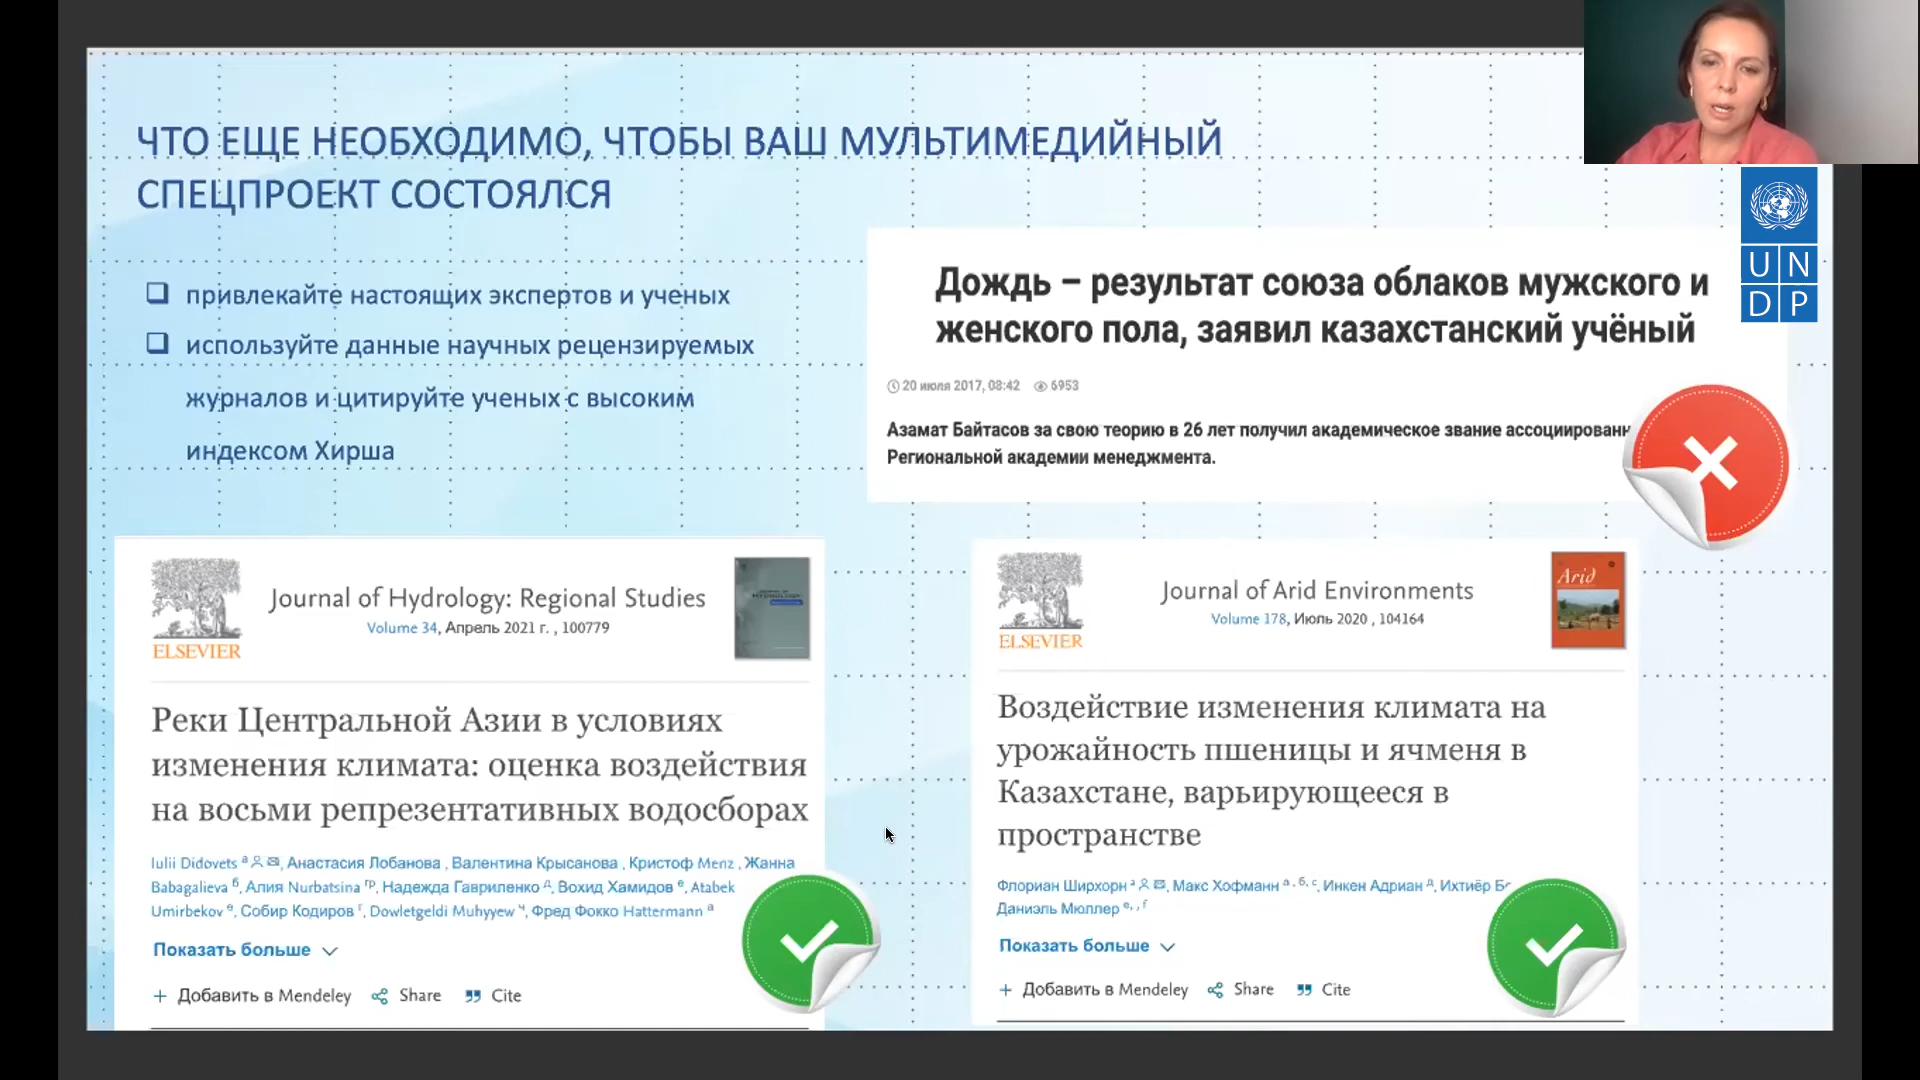 ЧТО ЕЩЕ НЕОБХОДИМО, ЧТОБЫ ВАШ МУЛЬТИМЕДИЙНЫЙ
СПЕЦПРОЕКТ СОСТОЯЛСЯ
привлекайте настоящих экспертов и ученых
используйте данные научных рецензируемых
журналов и цитируйте ученых с высоким
индексом Хирша
Дождь – результат союза облаков мужского и
женского пола, заявил казахстанский учёный
20 июля 2017, 08:42 6953
Азамат Байтасов за свою теорию в 26 лет получил академическое звание
Региональной академии менеджмента.
U N
D P
ELSEVIER
Journal of Hydrology: Regional Studies
Volume 34, Апрель 2021 г. , 100779
Реки Центральной Азии в условиях
изменения климата: оценка воздействия
на восьми репрезентативных водосборах
Iulii Didovets а, Анастасия Лобанова , Валентина Крысанова , Кристоф Menz , Жанна
Babagalieva б, Алия Nurbatsina гр, Надежда Гавриленко д, Вохид Хамидов е, Atabek
Umirbekov е, Собир Кодиров г, Dowletgeldi Muhyyew ч, Фред Фокко Hattermann а
Показать больше
+ Добавить в Mendeley Share Cite
ELSEVIER
Journal of Arid Environments
Volume 178, Июль 2020 , 104164
Arid
Воздействие изменения климата на
урожайность пшеницы и ячменя в
Казахстане, варьирующееся в
пространстве
Флориан Ширхорн а, Макс Хофманн а, б, с, Инкен Адриан д, Ихтиёр
Даниэль Мюллер е, , f
Показать больше
+ Добавить в Mendeley Share Cite